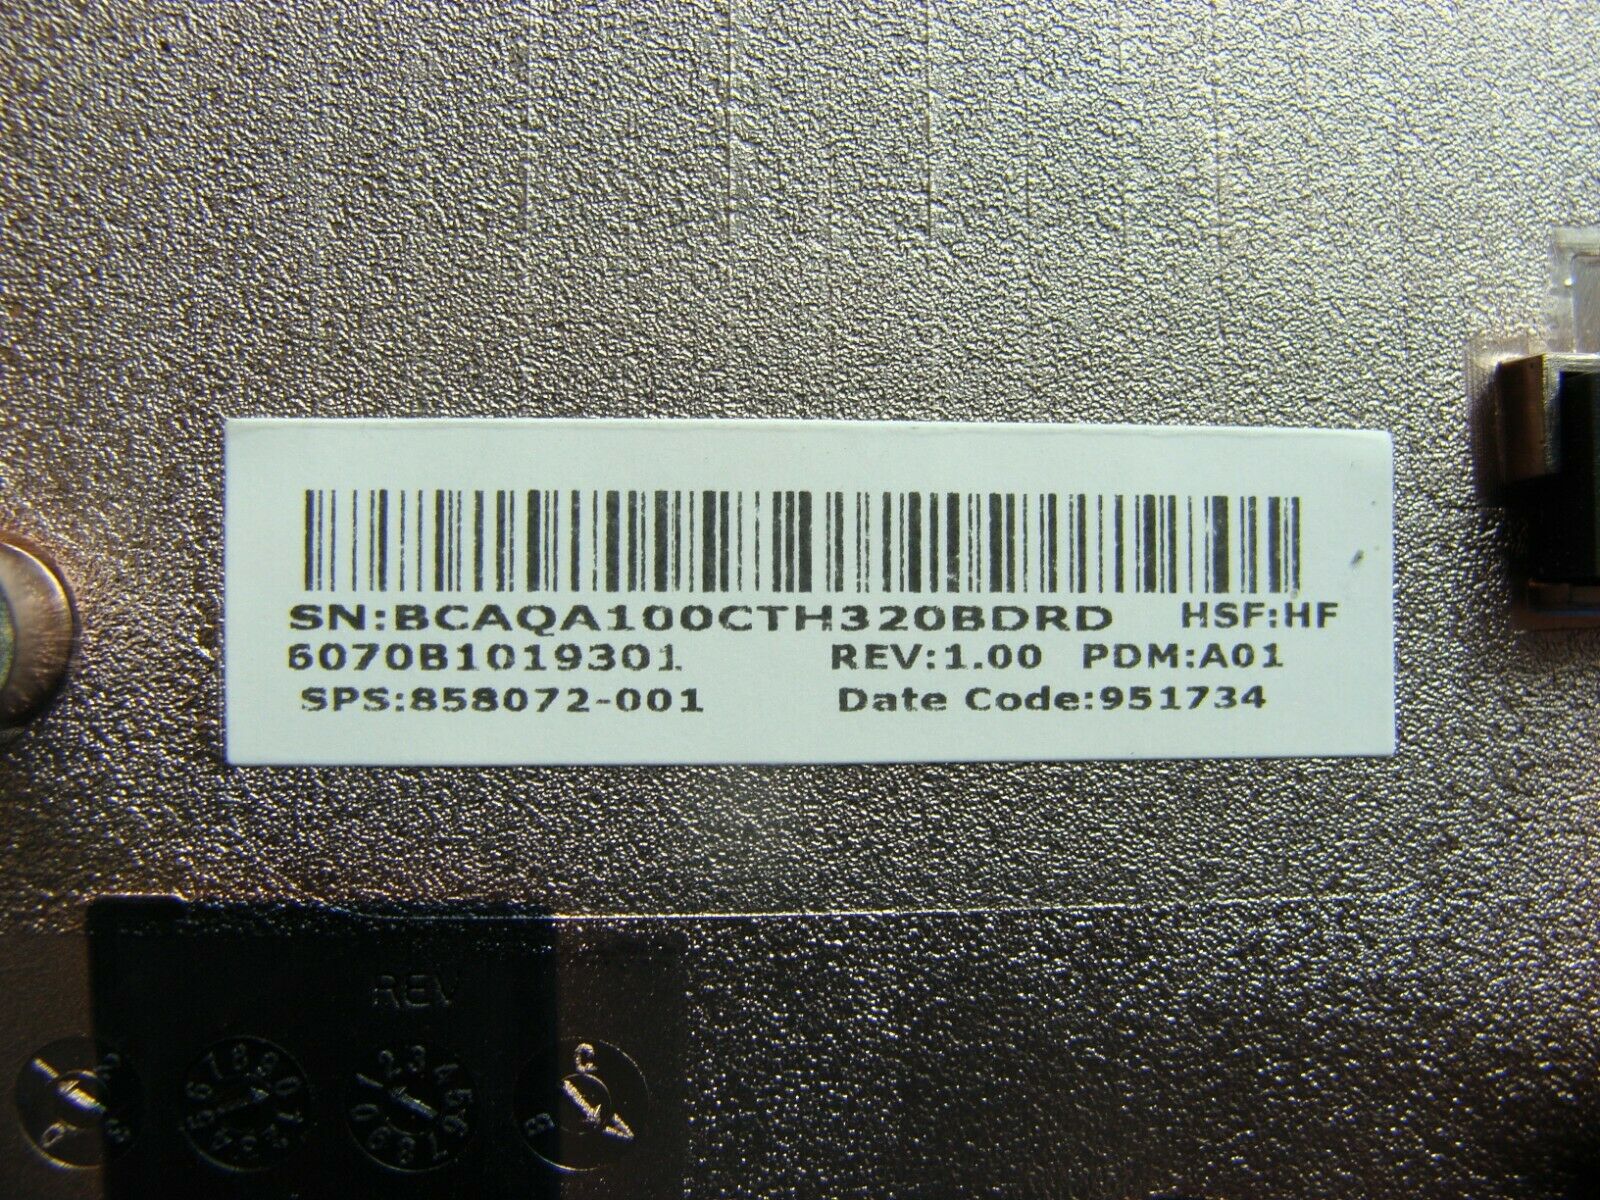 SN:BCAQA100CTH320BDRD HSF:HF
6070B1019301 REV:1.00 PDM:A01
SPS:858072-001 Date Code:951734
REV